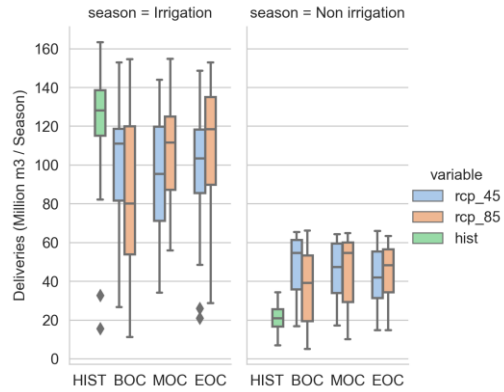 season = Irrigation
season = Non irrigation
Deliveries (Million m3 / Season)
160
140
120
100
80
60
40
20
0
HIST BOC MOC EOC
HIST BOC MOC EOC
variable
rcp_45
rcp_85
hist